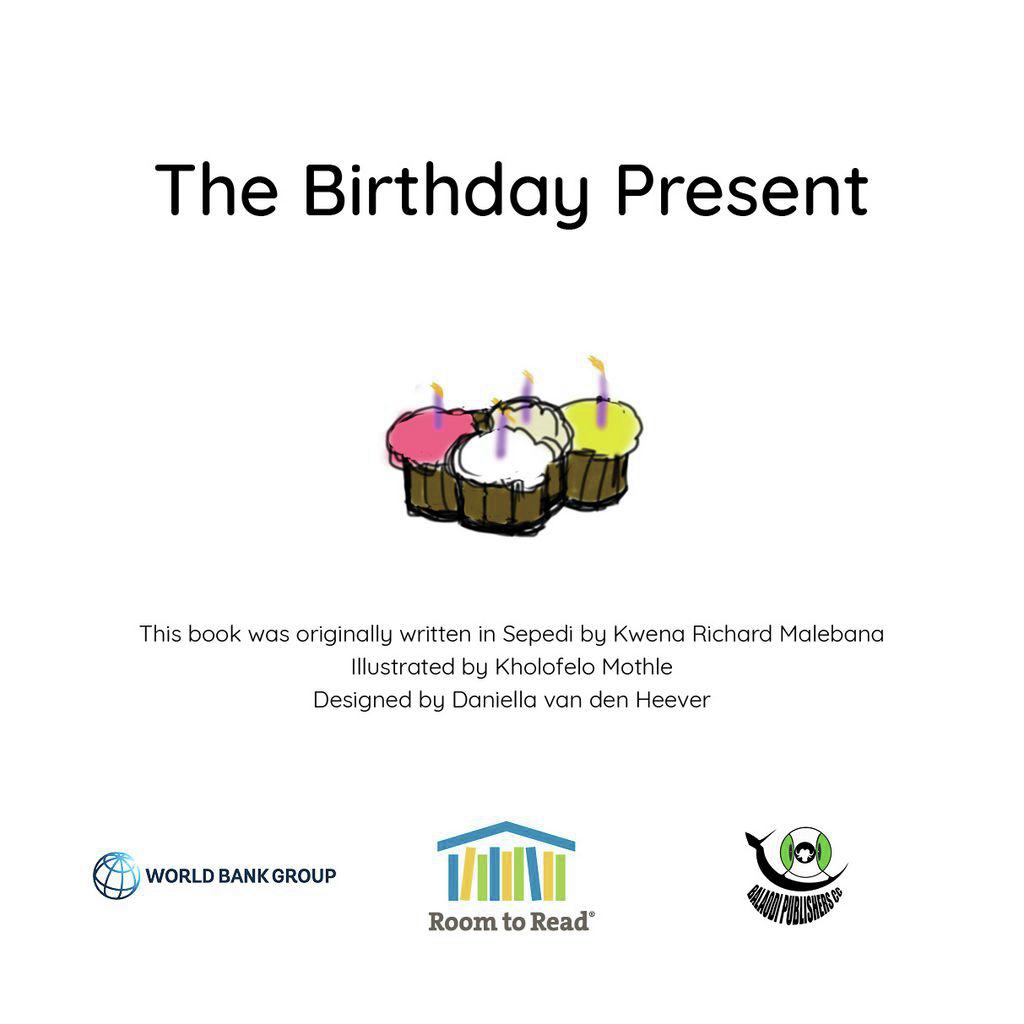 The Birthday Present
This book was originally written in Sepedi by Kwena Richard Malebana
Illustrated by Kholofelo Mothle
Designed by Daniella van den Heever
WORLD BANK GROUP
Room to Read®
BALAODI PUBLISHERS CC